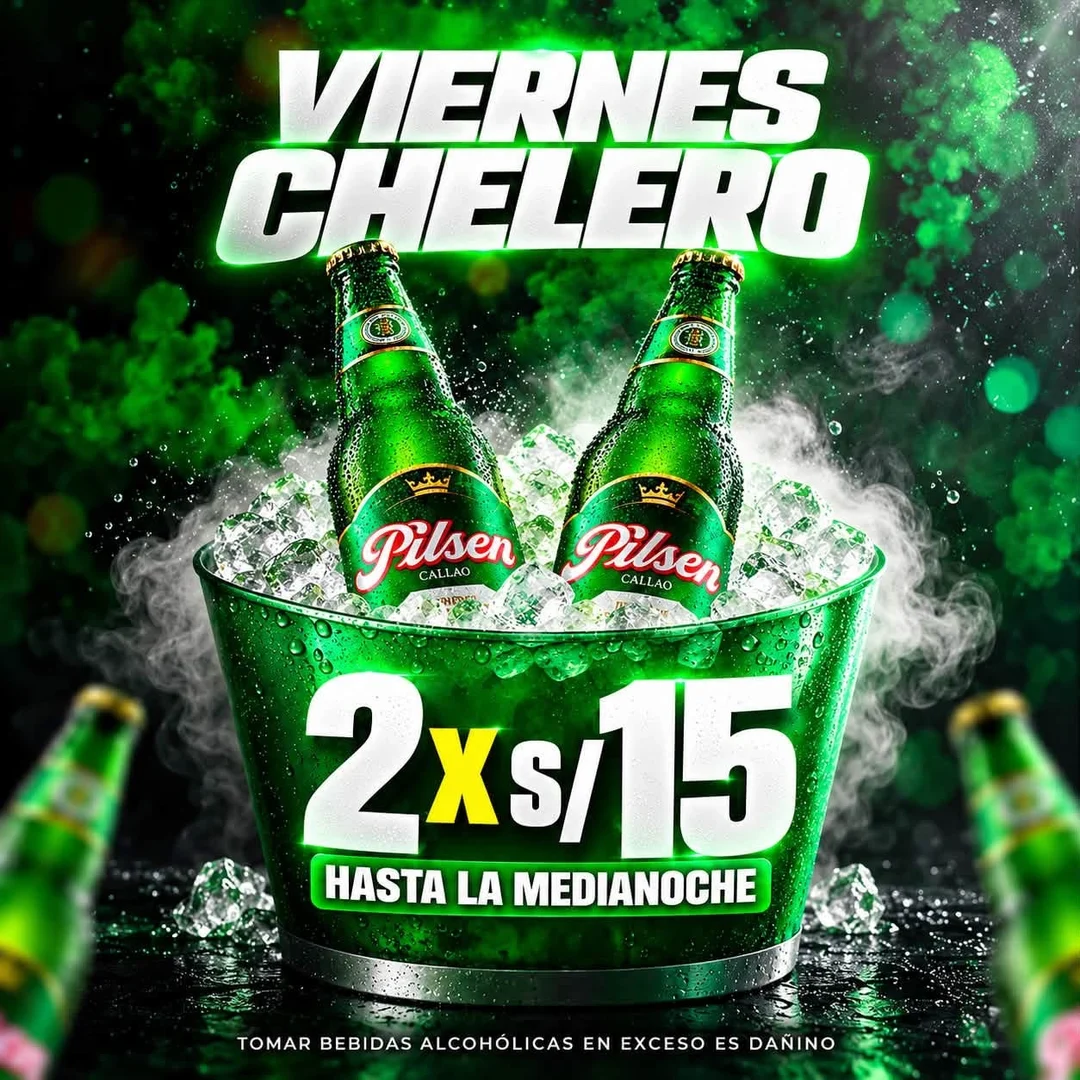 VIERNES
CHELERO
Pilsen
CALLAO
Pilsen
CALLAO
2 X S/15
HASTA LA MEDIANOCHE
TOMAR BEBIDAS ALCOHÓLICAS EN EXCESO ES DAÑINO